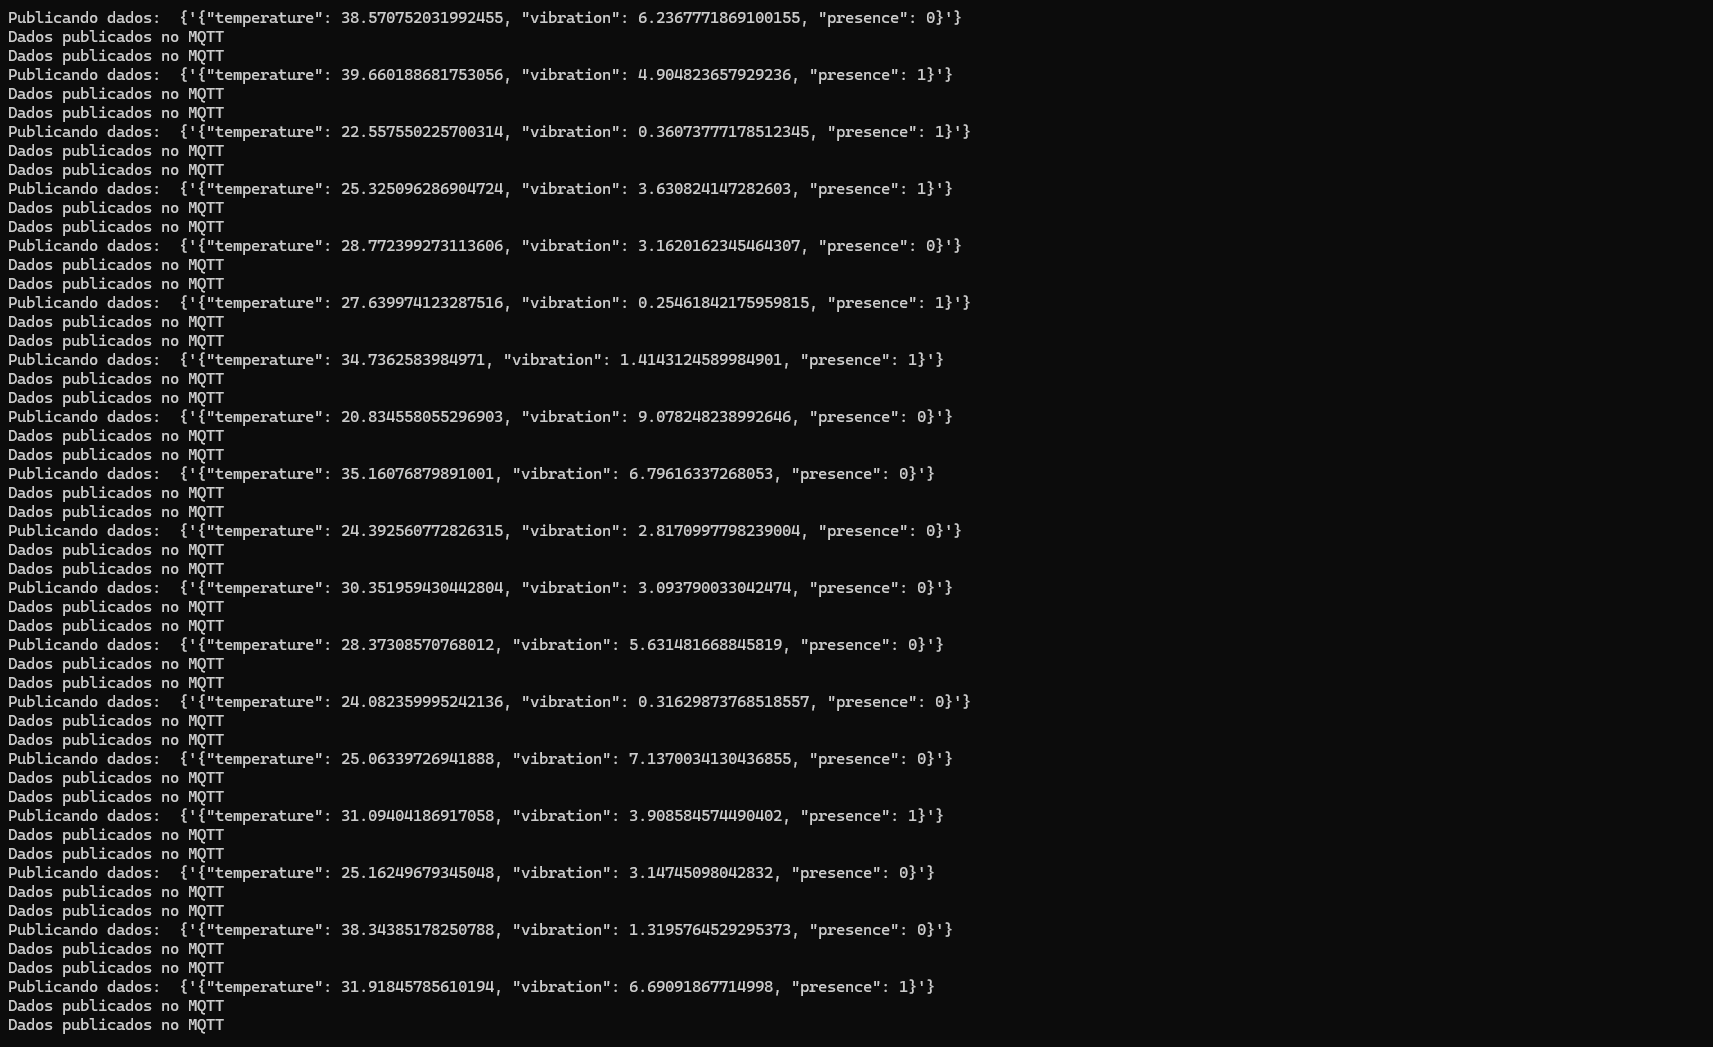 Publicando dados:  {'{"temperature": 38.570752031992455, "vibration": 6.2367771869100155, "presence": 0}'}
Dados publicados no MQTT
Dados publicados no MQTT
Publicando dados:  {'{"temperature": 39.660188681753056, "vibration": 4.904823657929236, "presence": 1}'}
Dados publicados no MQTT
Dados publicados no MQTT
Publicando dados:  {'{"temperature": 22.557550225700314, "vibration": 0.36073777178512345, "presence": 1}'}
Dados publicados no MQTT
Dados publicados no MQTT
Publicando dados:  {'{"temperature": 25.325096286904724, "vibration": 3.630824147282603, "presence": 1}'}
Dados publicados no MQTT
Dados publicados no MQTT
Publicando dados:  {'{"temperature": 28.772399273113606, "vibration": 3.1620162345464307, "presence": 0}'}
Dados publicados no MQTT
Dados publicados no MQTT
Publicando dados:  {'{"temperature": 27.639974123287516, "vibration": 0.25461842175959815, "presence": 1}'}
Dados publicados no MQTT
Dados publicados no MQTT
Publicando dados:  {'{"temperature": 34.7362583984971, "vibration": 1.4143124589984901, "presence": 1}'}
Dados publicados no MQTT
Dados publicados no MQTT
Publicando dados:  {'{"temperature": 20.834558055296903, "vibration": 9.078248238992646, "presence": 0}'}
Dados publicados no MQTT
Dados publicados no MQTT
Publicando dados:  {'{"temperature": 35.16076879891001, "vibration": 6.79616337268053, "presence": 0}'}
Dados publicados no MQTT
Dados publicados no MQTT
Publicando dados:  {'{"temperature": 24.392560772826315, "vibration": 2.8170997798239004, "presence": 0}'}
Dados publicados no MQTT
Dados publicados no MQTT
Publicando dados:  {'{"temperature": 30.351959430442804, "vibration": 3.093790033042474, "presence": 0}'}
Dados publicados no MQTT
Dados publicados no MQTT
Publicando dados:  {'{"temperature": 28.37308570768012, "vibration": 5.631481668845819, "presence": 0}'}
Dados publicados no MQTT
Dados publicados no MQTT
Publicando dados:  {'{"temperature": 24.082359995242136, "vibration": 0.31629873768518557, "presence": 0}'}
Dados publicados no MQTT
Dados publicados no MQTT
Publicando dados:  {'{"temperature": 25.06339726941888, "vibration": 7.1370034130436855, "presence": 0}'}
Dados publicados no MQTT
Dados publicados no MQTT
Publicando dados:  {'{"temperature": 31.09404186917058, "vibration": 3.908584574490402, "presence": 1}'}
Dados publicados no MQTT
Dados publicados no MQTT
Publicando dados:  {'{"temperature": 25.16249679345048, "vibration": 3.14745098042832, "presence": 0}'}
Dados publicados no MQTT
Dados publicados no MQTT
Publicando dados:  {'{"temperature": 38.34385178250788, "vibration": 1.3195764529295373, "presence": 0}'}
Dados publicados no MQTT
Dados publicados no MQTT
Publicando dados:  {'{"temperature": 31.91845785610194, "vibration": 6.69091867714998, "presence": 1}'}
Dados publicados no MQTT
Dados publicados no MQTT